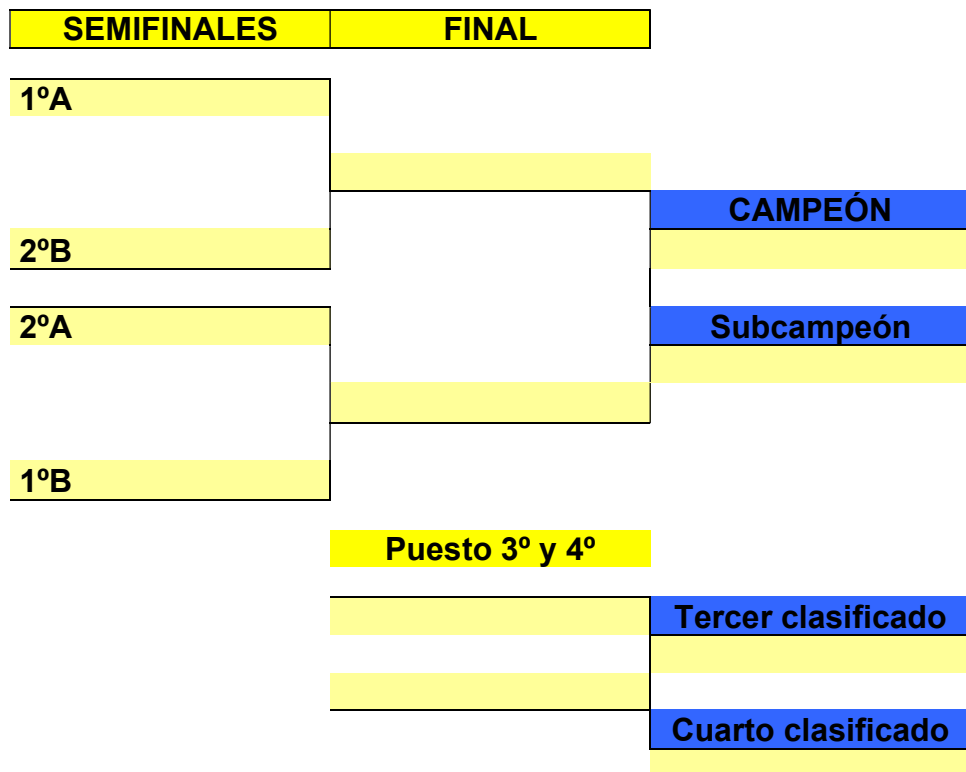 SEMIFINALES FINAL
1ºA
CAMPEÓN
2ºB
2ºA Subcampeón
1ºB
Puesto 3º y 4º
Tercer clasificado
Cuarto clasificado